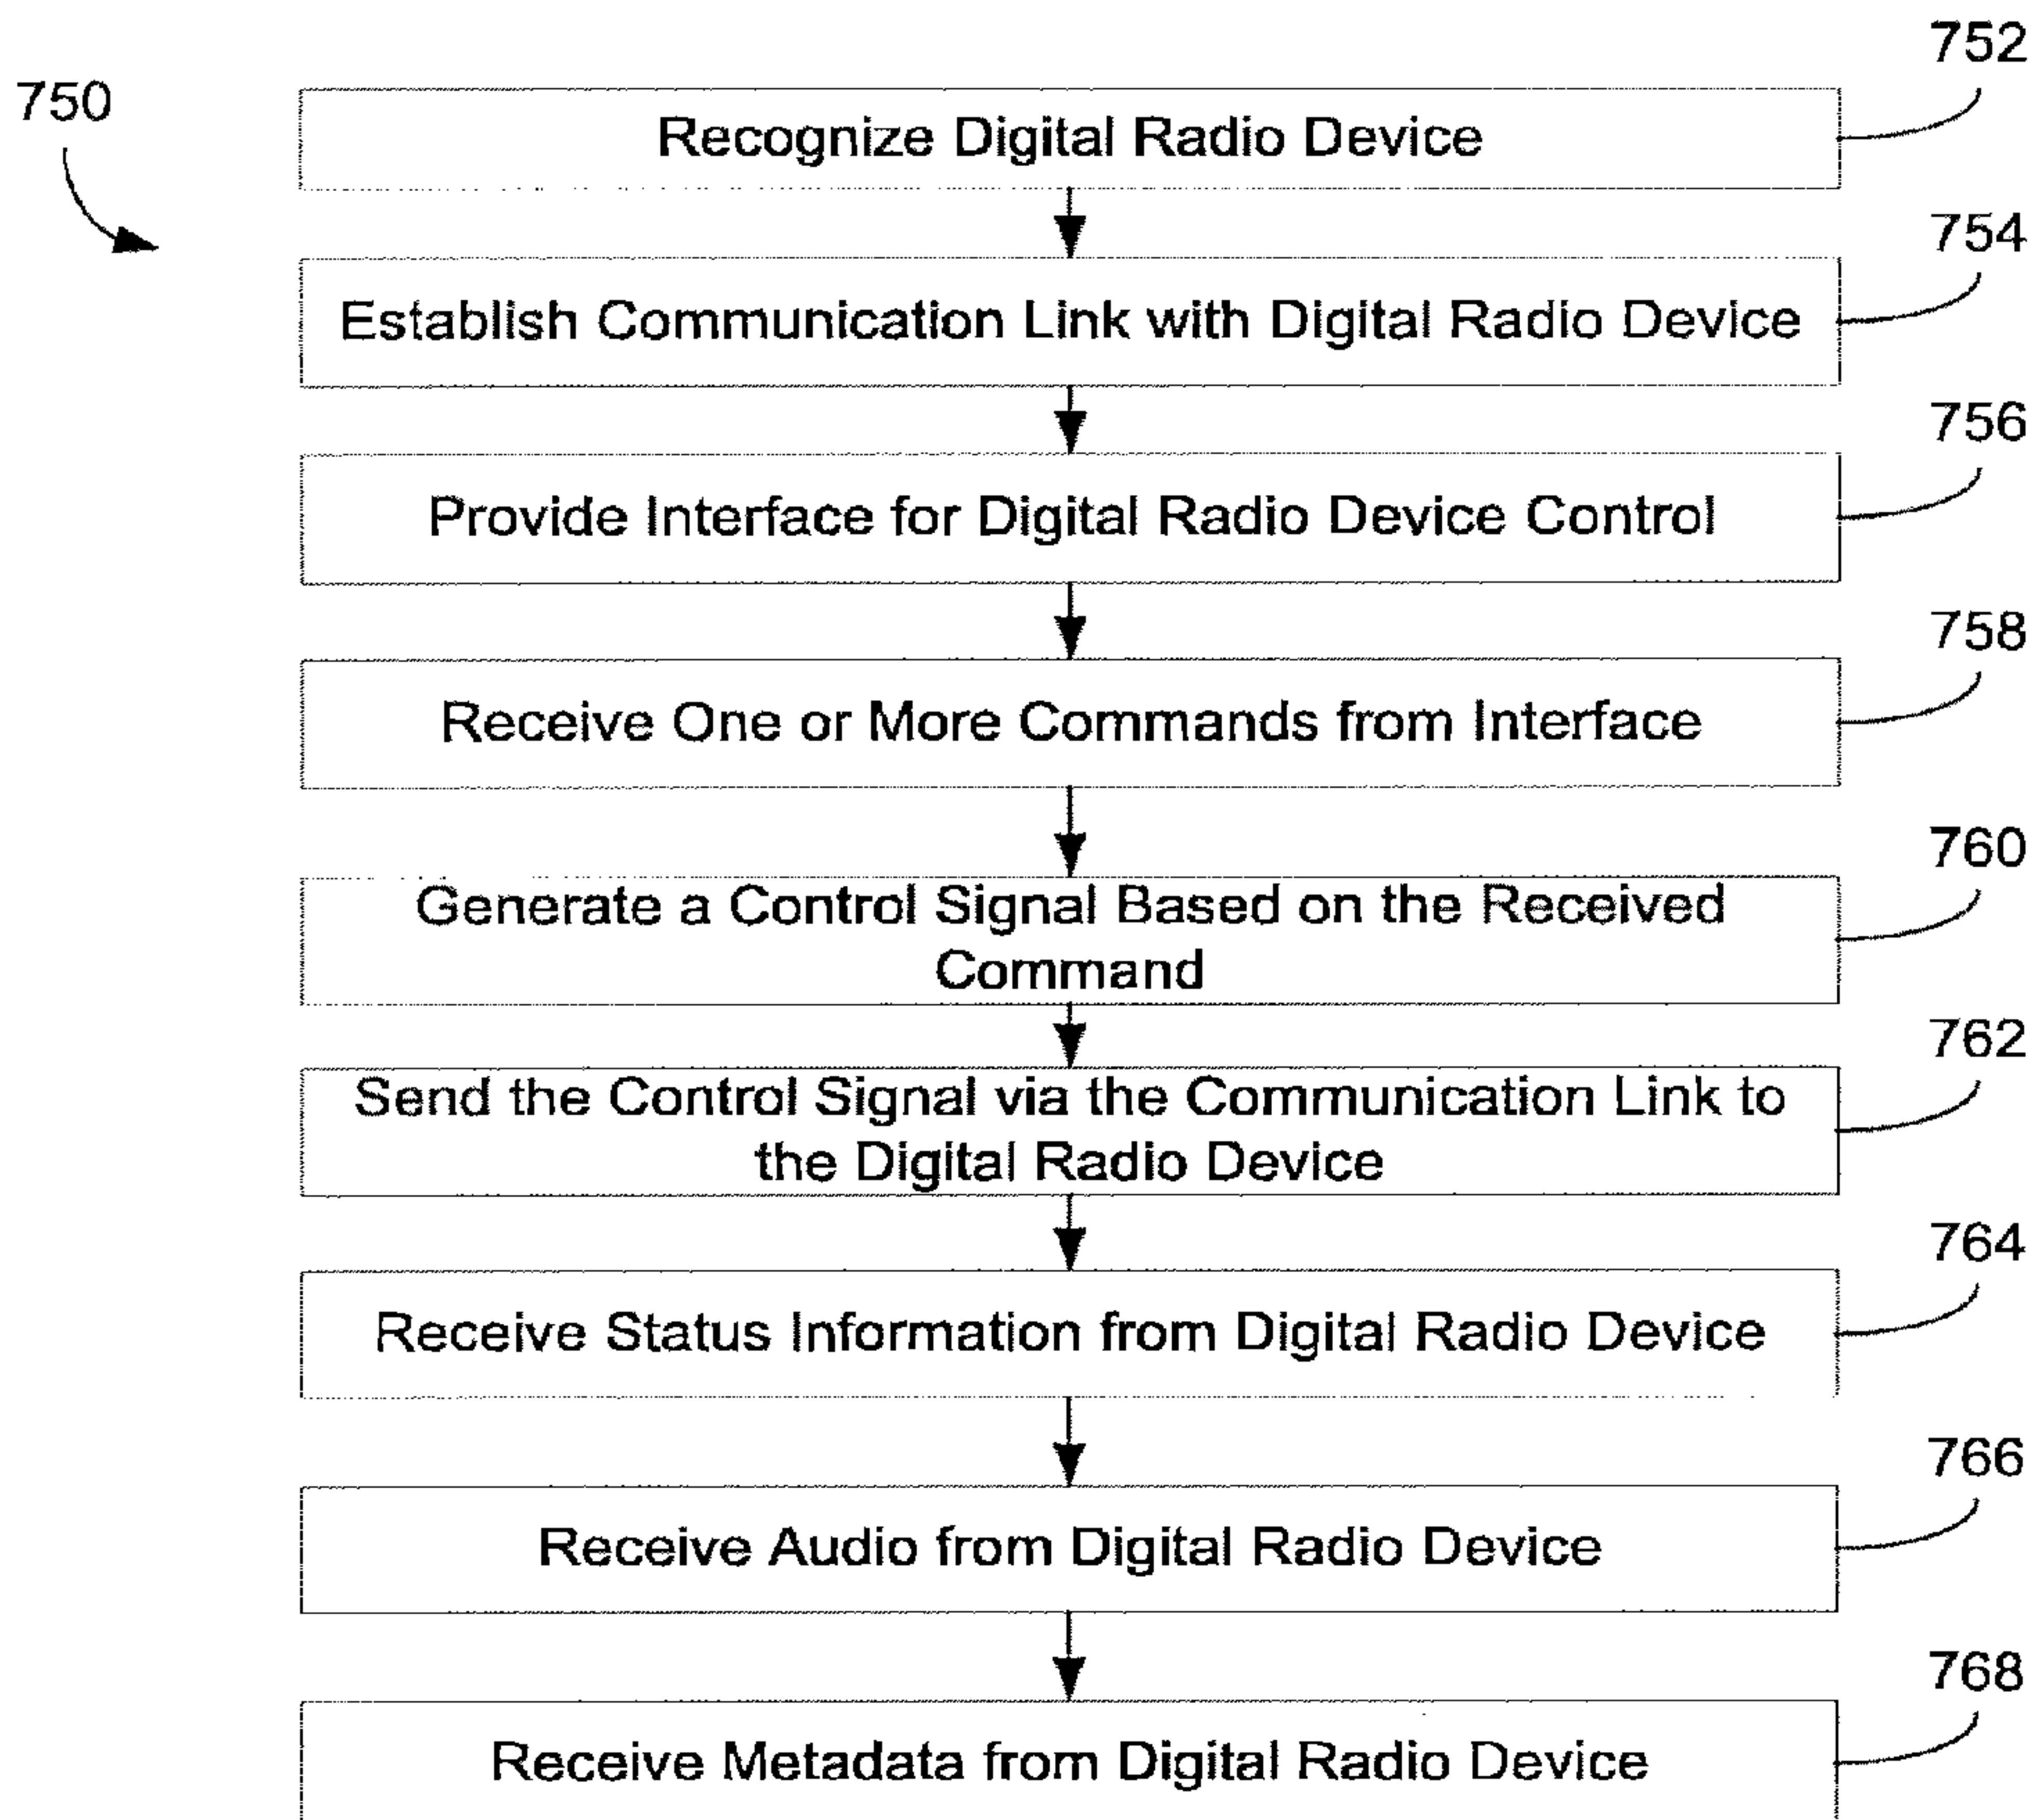 752
750
Recognize Digital Radio Device
754
Establish Communication Link with Digital Radio Device
756
Provide Interface for Digital Radio Device Control
758
Receive One or More Commands from Interface
760
Generate a Control Signal Based on the Received
Command
762
Send the Control Signal via the Communication Link to
the Digital Radio Device
764
Receive Status Information from Digital Radio Device
766
Receive Audio from Digital Radio Device
768
Receive Metadata from Digital Radio Device